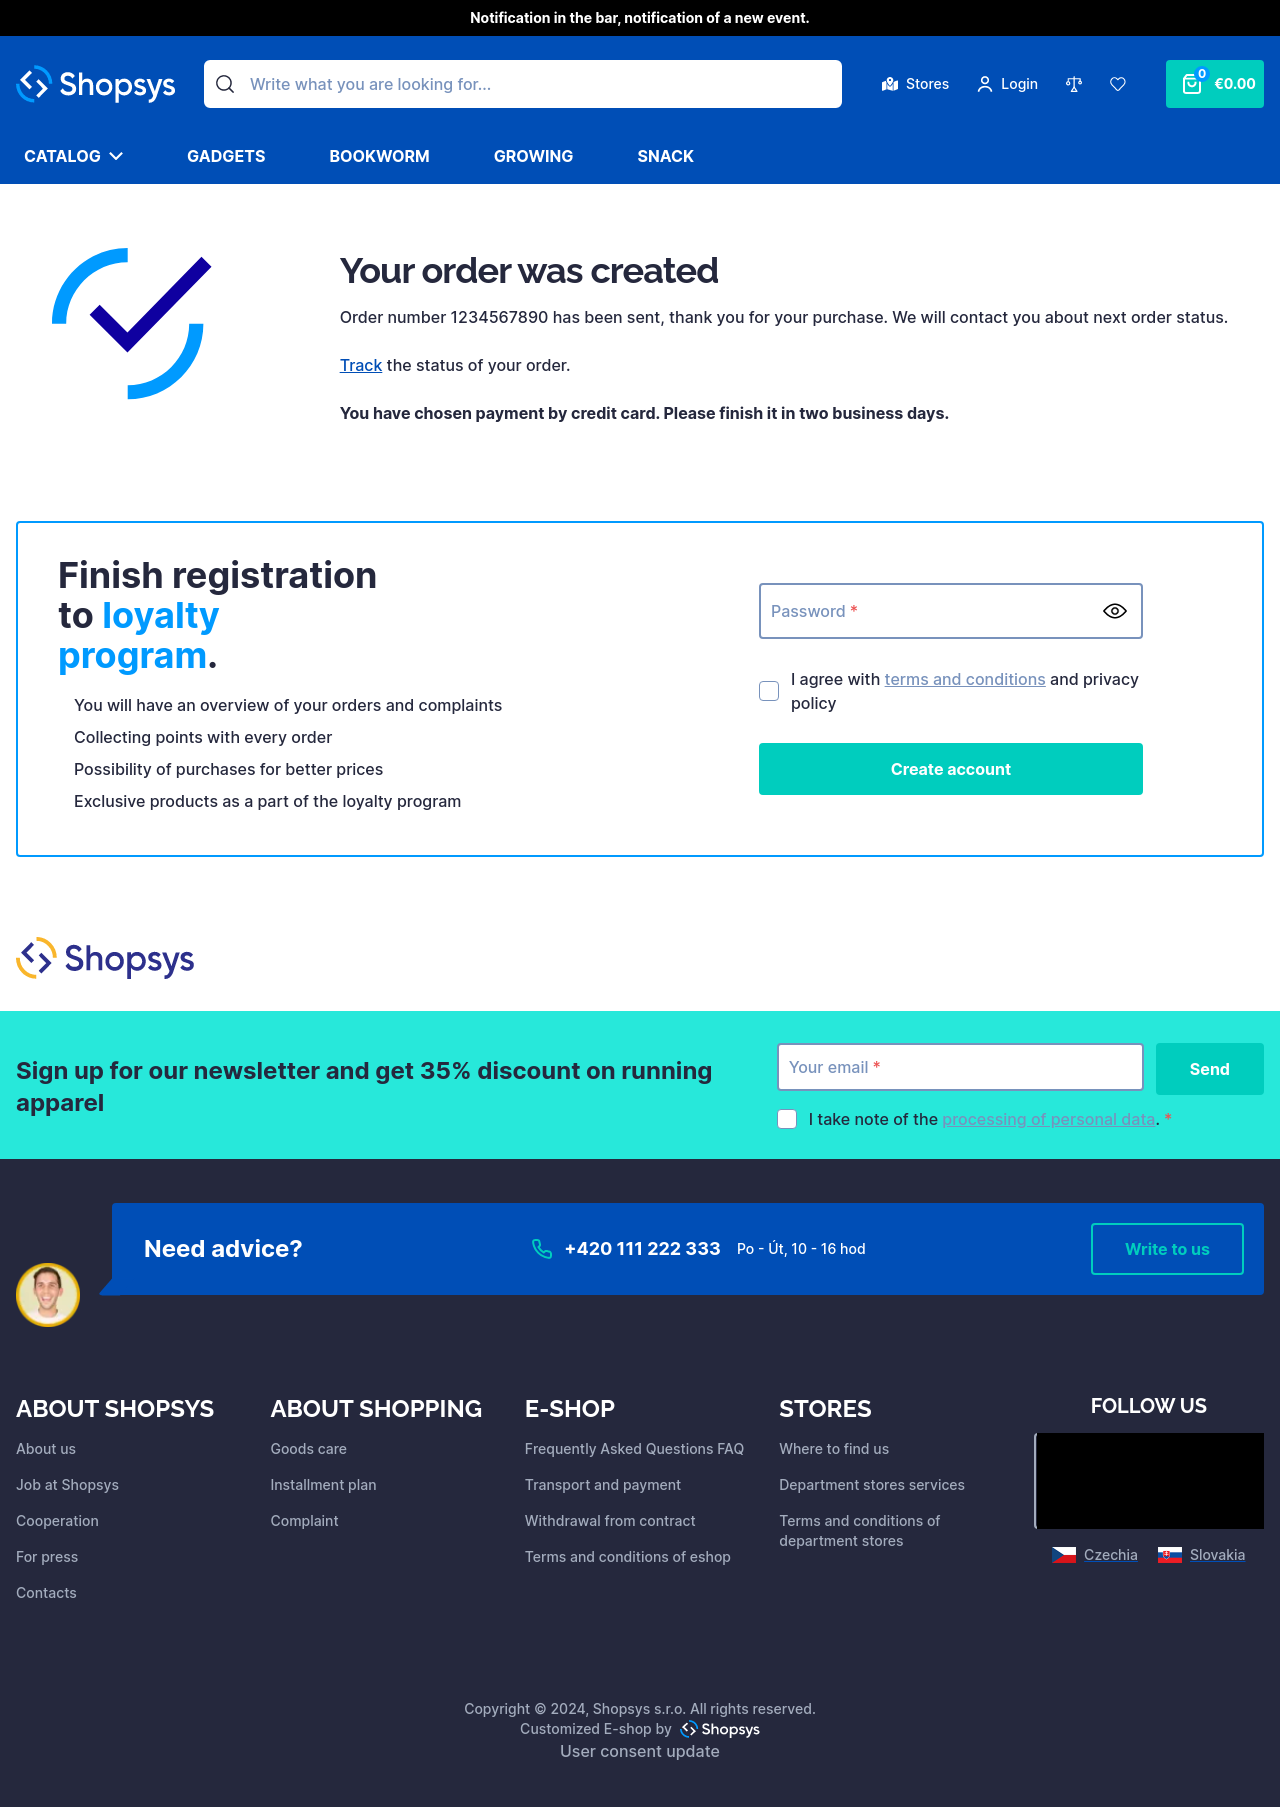 Notification in the bar, notification of a new event.
Shopsys
Write what you are looking for...
Stores
Login
0
€0.00
CATALOG
GADGETS
BOOKWORM
GROWING
SNACK
Your order was created
Order number 1234567890 has been sent, thank you for your purchase. We will contact you about next order status.
Track the status of your order.
You have chosen payment by credit card. Please finish it in two business days.
Finish registration
to loyalty
program.
You will have an overview of your orders and complaints
Collecting points with every order
Possibility of purchases for better prices
Exclusive products as a part of the loyalty program
Password *
I agree with terms and conditions and privacy
policy
Create account
Shopsys
Sign up for our newsletter and get 35% discount on running
apparel
Your email *
Send
I take note of the processing of personal data. *
Need advice?
+420 111 222 333
Po - Út, 10 - 16 hod
Write to us
ABOUT SHOPSYS
About us
Job at Shopsys
Cooperation
For press
Contacts
ABOUT SHOPPING
Goods care
Installment plan
Complaint
E-SHOP
Frequently Asked Questions FAQ
Transport and payment
Withdrawal from contract
Terms and conditions of eshop
STORES
Where to find us
Department stores services
Terms and conditions of
department stores
FOLLOW US
Czechia
Slovakia
Copyright © 2024, Shopsys s.r.o. All rights reserved.
Customized E-shop by Shopsys
User consent update